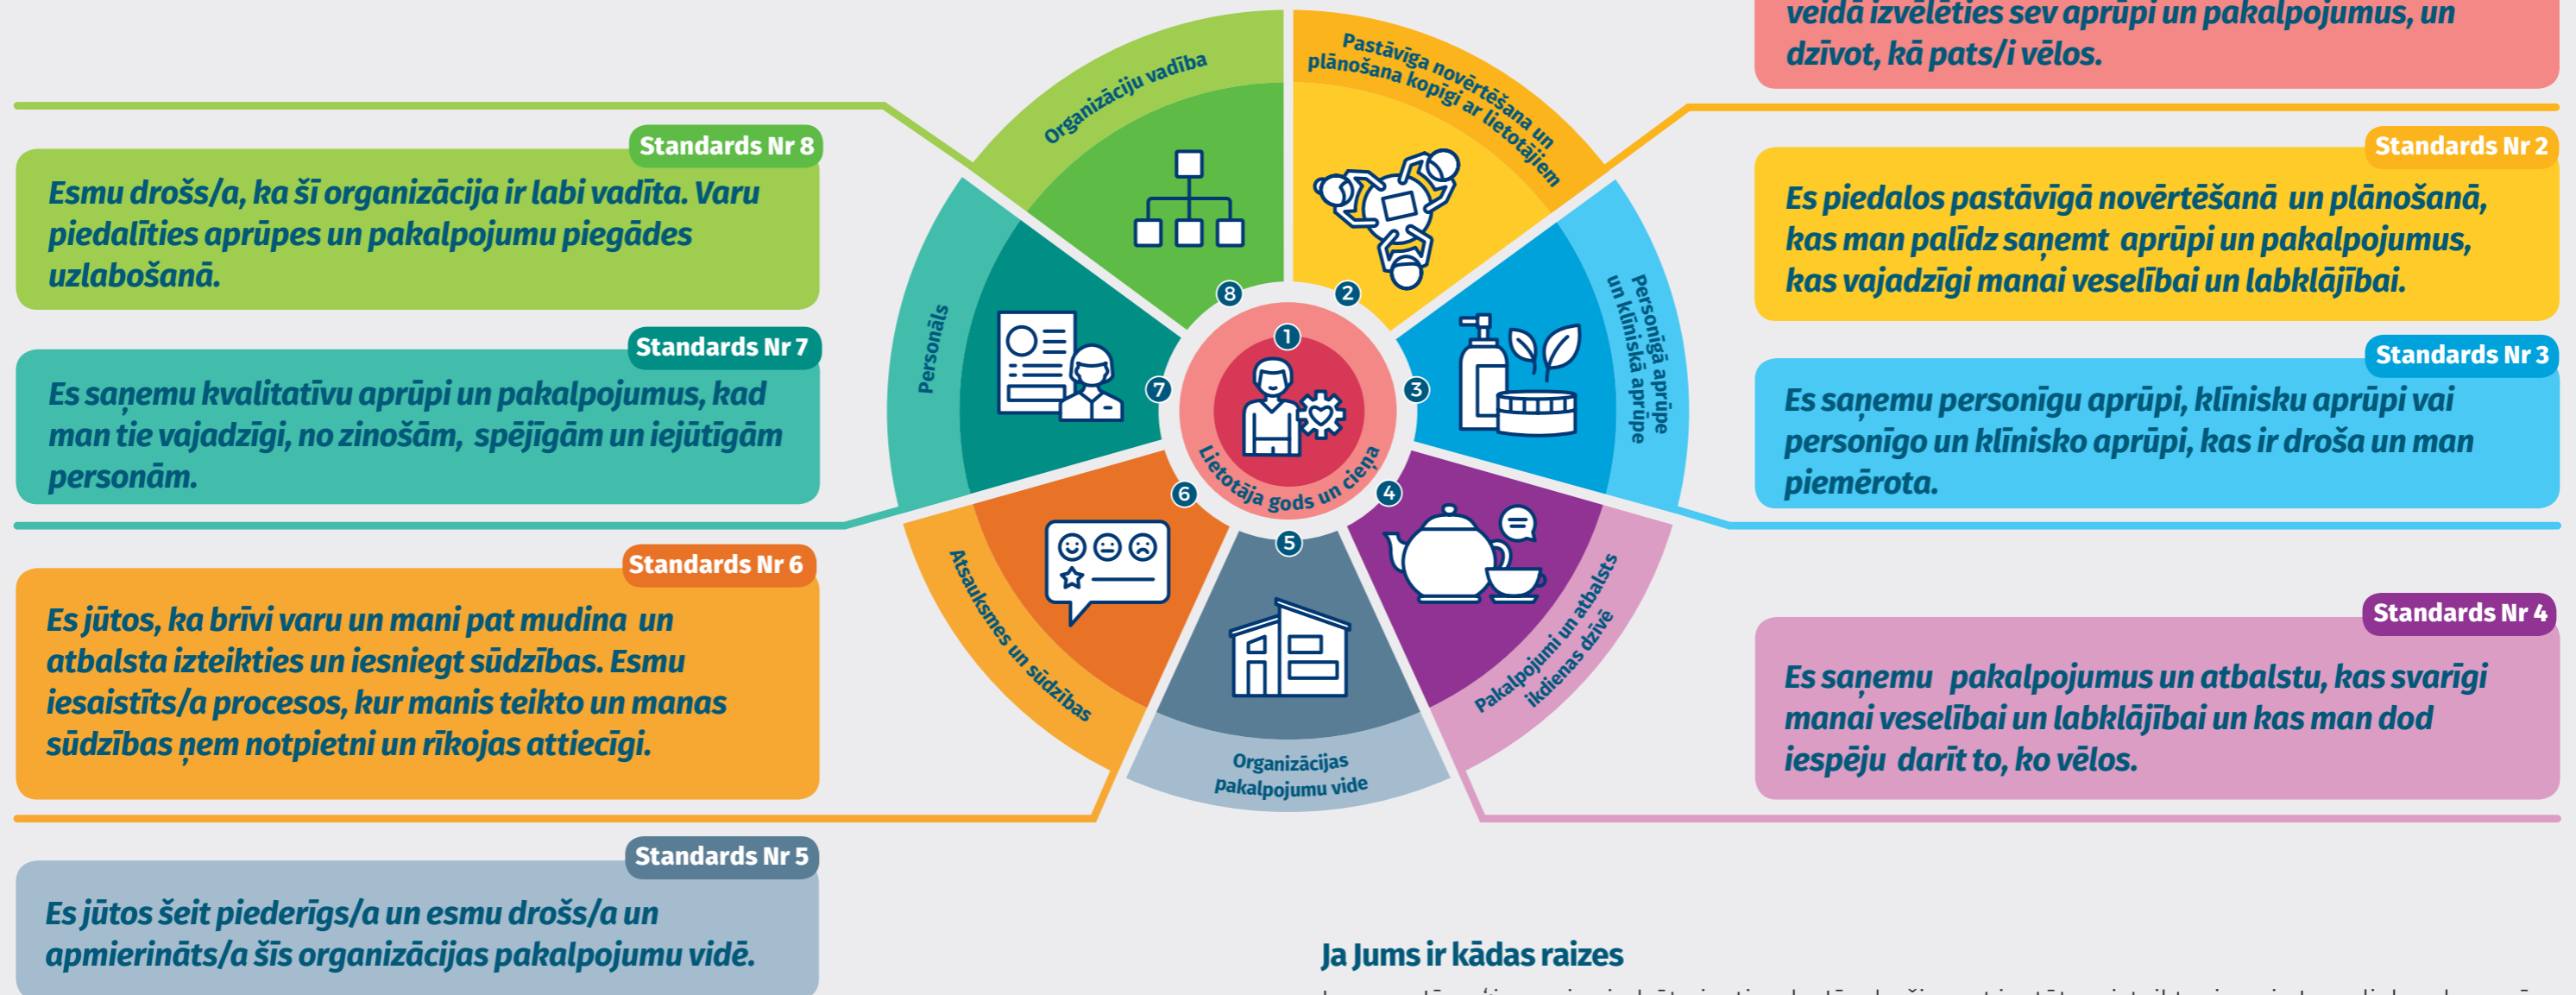 veidā izvēlēties sev aprūpi un pakalpojumus, un
dzīvot, kā pats/i vēlos.
Standards Nr 8
Esmu drošs/a, ka šī organizācija ir labi vadīta. Varu
piedalīties aprūpes un pakalpojumu piegādes
uzlabošanā.
Standards Nr 7
Es saņemu kvalitatīvu aprūpi un pakalpojumus, kad
man tie vajadzīgi, no zinošām, spējīgām un iejūtīgām
personām.
Standards Nr 6
Es jūtos, ka brīvi varu un mani pat mudina un
atbalsta izteikties un iesniegt sūdzības. Esmu
iesaistīts/a procesos, kur manis teikto un manas
sūdzības ņem notpietni un rīkojas attiecīgi.
Standards Nr 5
Es jūtos šeit piederīgs/a un esmu drošs/a un
apmierināts/a šīs organizācijas pakalpojumu vidē.
Organizāciju vadība
Pastāvīga novērtēšana un
plānošana kopīgi ar lietotājiem
Personāls
Personīgā aprūpe
un klīniskā aprūpe
8
2
1
7
3
Lietotāja gods un cieņa
6
4
5
Atsauksmes un sūdzības
Pakalpojumi un atbalsts
ikdienas dzīvē
Organizācijas
pakalpojumu vide
Standards Nr 2
Es piedalos pastāvīgā novērtēšanā un plānošanā,
kas man palīdz saņemt aprūpi un pakalpojumus,
kas vajadzīgi manai veselībai un labklājībai.
Standards Nr 3
Es saņemu personīgu aprūpi, klīnisku aprūpi vai
personīgo un klīnisko aprūpi, kas ir droša un man
piemērota.
Standards Nr 4
Es saņemu pakalpojumus un atbalstu, kas svarīgi
manai veselībai un labklājībai un kas man dod
iespēju darīt to, ko vēlos.
Ja Jums ir kādas raizes